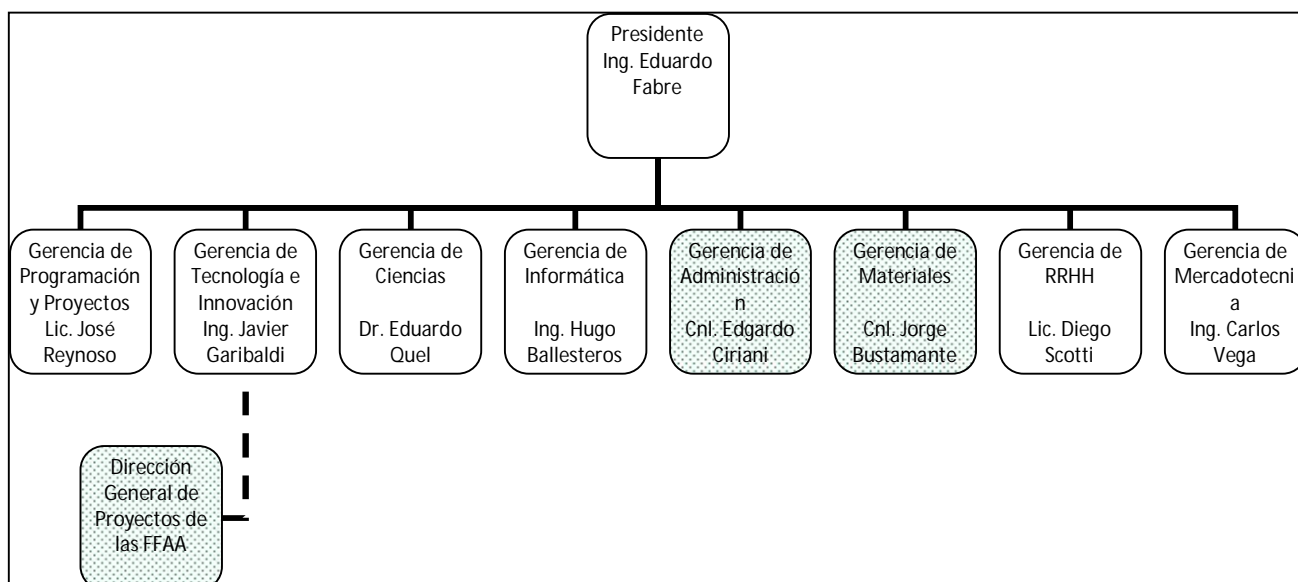 Presidente
Ing. Eduardo
Fabre
Gerencia de
Programación
y Proyectos
Lic. José
Reynoso
Gerencia de
Tecnología e
Innovación
Ing. Javier
Garibaldi
Gerencia de
Ciencias
Dr. Eduardo
Quel
Gerencia de
Informática
Ing. Hugo
Ballesteros
Gerencia de
Administració
n
Cnl. Edgardo
Ciriani
Gerencia de
Materiales
Cnl. Jorge
Bustamante
Gerencia de
RRHH
Lic. Diego
Scotti
Gerencia de
Mercadotecni
a
Ing. Carlos
Vega
Dirección
General de
Proyectos de
las FFAA